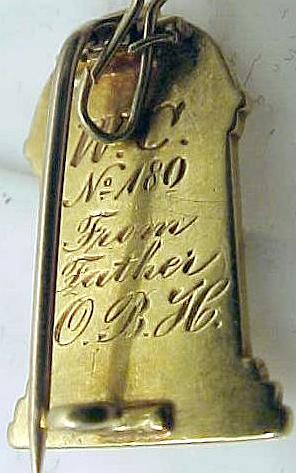 W. C.
No 180
From
Father
O. B. H.